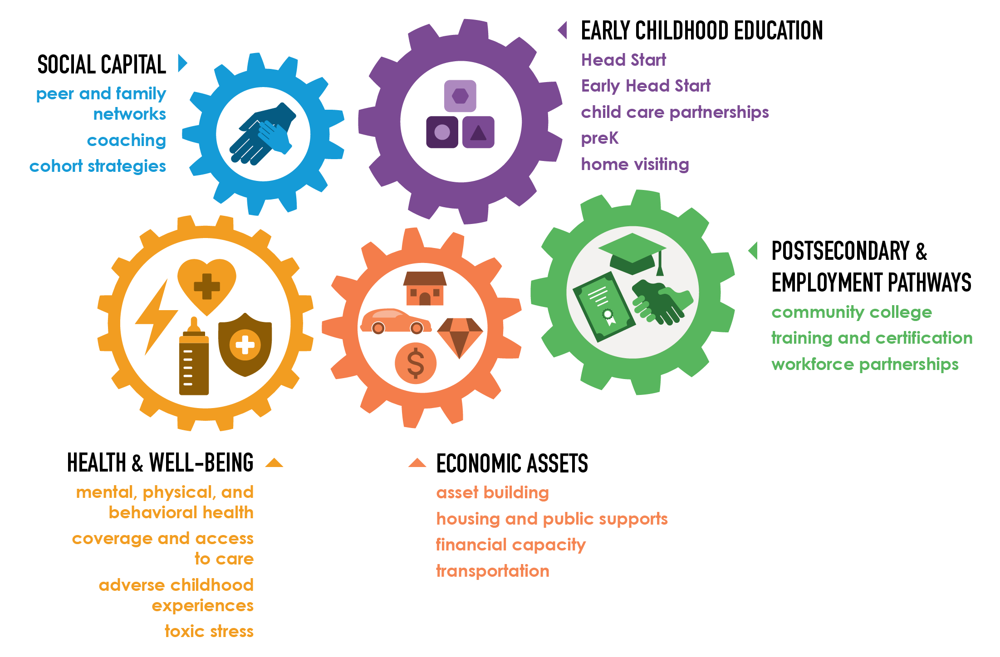 SOCIAL CAPITAL
peer and family
networks
coaching
cohort strategies
EARLY CHILDHOOD EDUCATION
Head Start
Early Head Start
child care partnerships
preK
home visiting
POSTSECONDARY &
EMPLOYMENT PATHWAYS
community college
training and certification
workforce partnerships
$
HEALTH & WELL-BEING
mental, physical, and
behavioral health
coverage and access
to care
adverse childhood
experiences
toxic stress
ECONOMIC ASSETS
asset building
housing and public supports
financial capacity
transportation